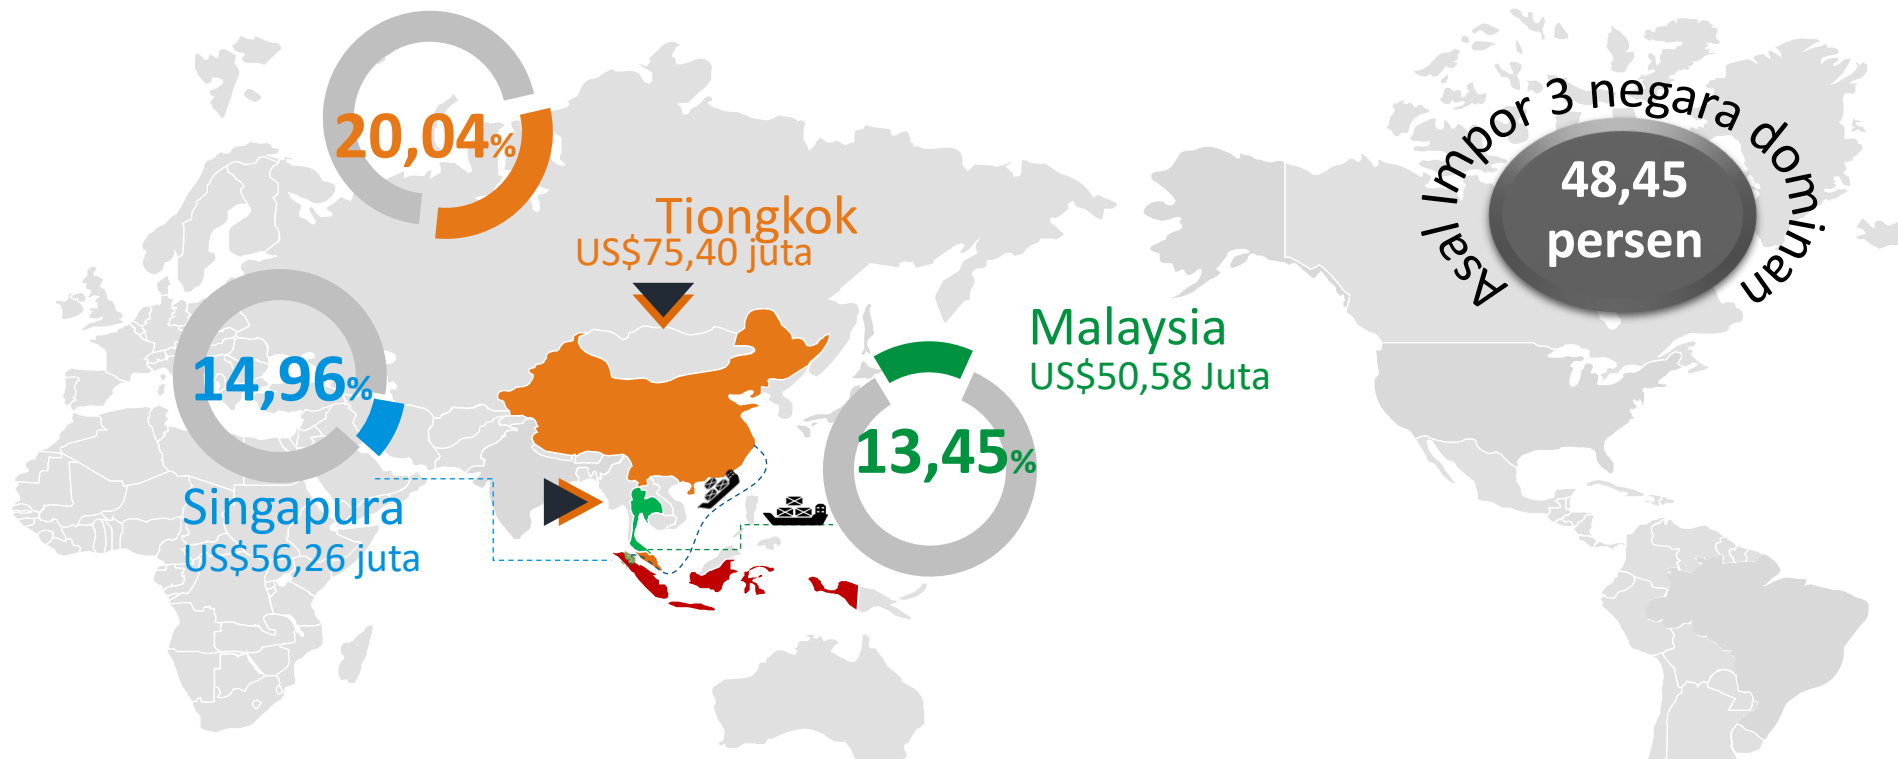 20,04%
Tiongkok
US$75,40 juta
Asal Impor 3 negara dominan
48,45
persen
14,96%
Singapura
US$56,26 juta
Malaysia
US$50,58 Juta
13,45%